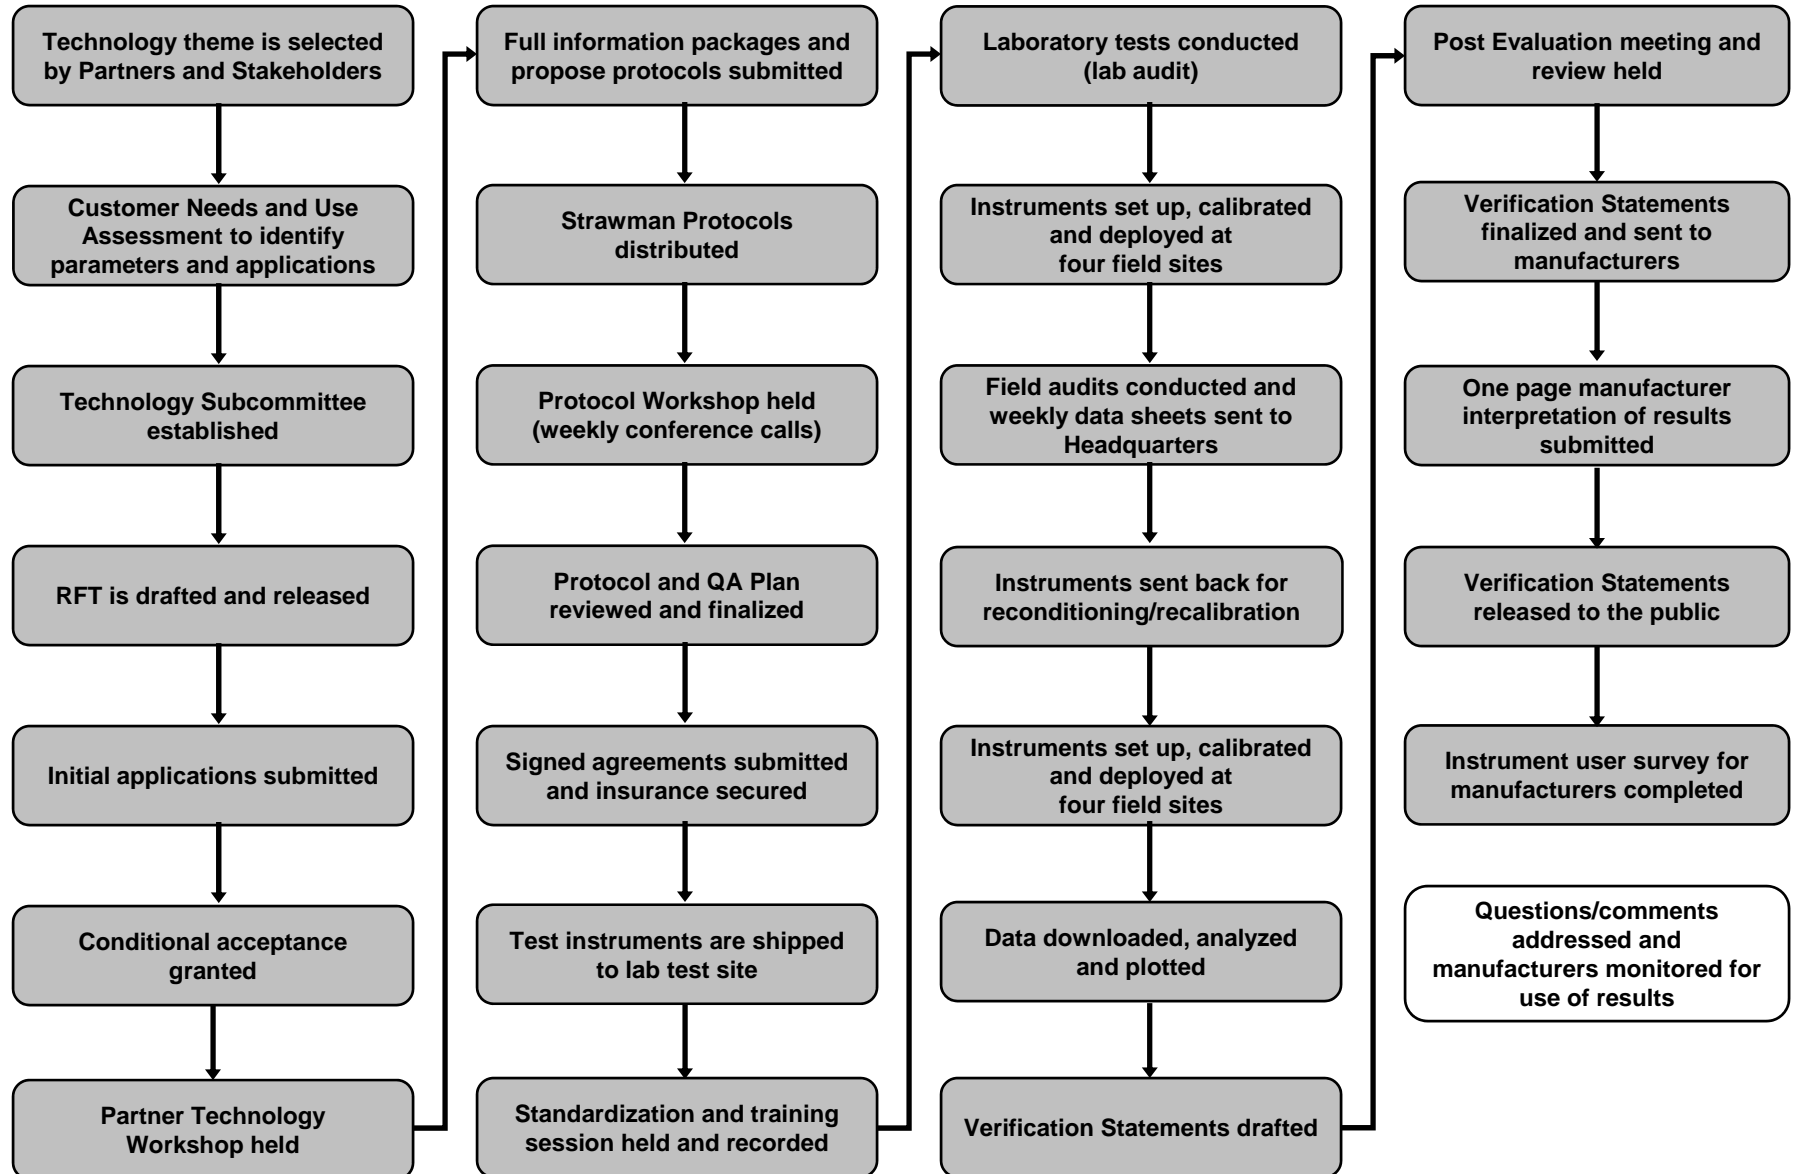 Technology theme is selected
by Partners and Stakeholders
Customer Needs and Use
Assessment to identify
parameters and applications
Technology Subcommittee
established
RFT is drafted and released
Initial applications submitted
Conditional acceptance
granted
Partner Technology
Workshop held
Full information packages and
propose protocols submitted
Strawman Protocols
distributed
Protocol Workshop held
(weekly conference calls)
Protocol and QA Plan
reviewed and finalized
Signed agreements submitted
and insurance secured
Test instruments are shipped
to lab test site
Standardization and training
session held and recorded
Laboratory tests conducted
(lab audit)
Instruments set up, calibrated
and deployed at
four field sites
Field audits conducted and
weekly data sheets sent to
Headquarters
Instruments sent back for
reconditioning/recalibration
Instruments set up, calibrated
and deployed at
four field sites
Data downloaded, analyzed
and plotted
Verification Statements drafted
Post Evaluation meeting and
review held
Verification Statements
finalized and sent to
manufacturers
One page manufacturer
interpretation of results
submitted
Verification Statements
released to the public
Instrument user survey for
manufacturers completed
Questions/comments
addressed and
manufacturers monitored for
use of results